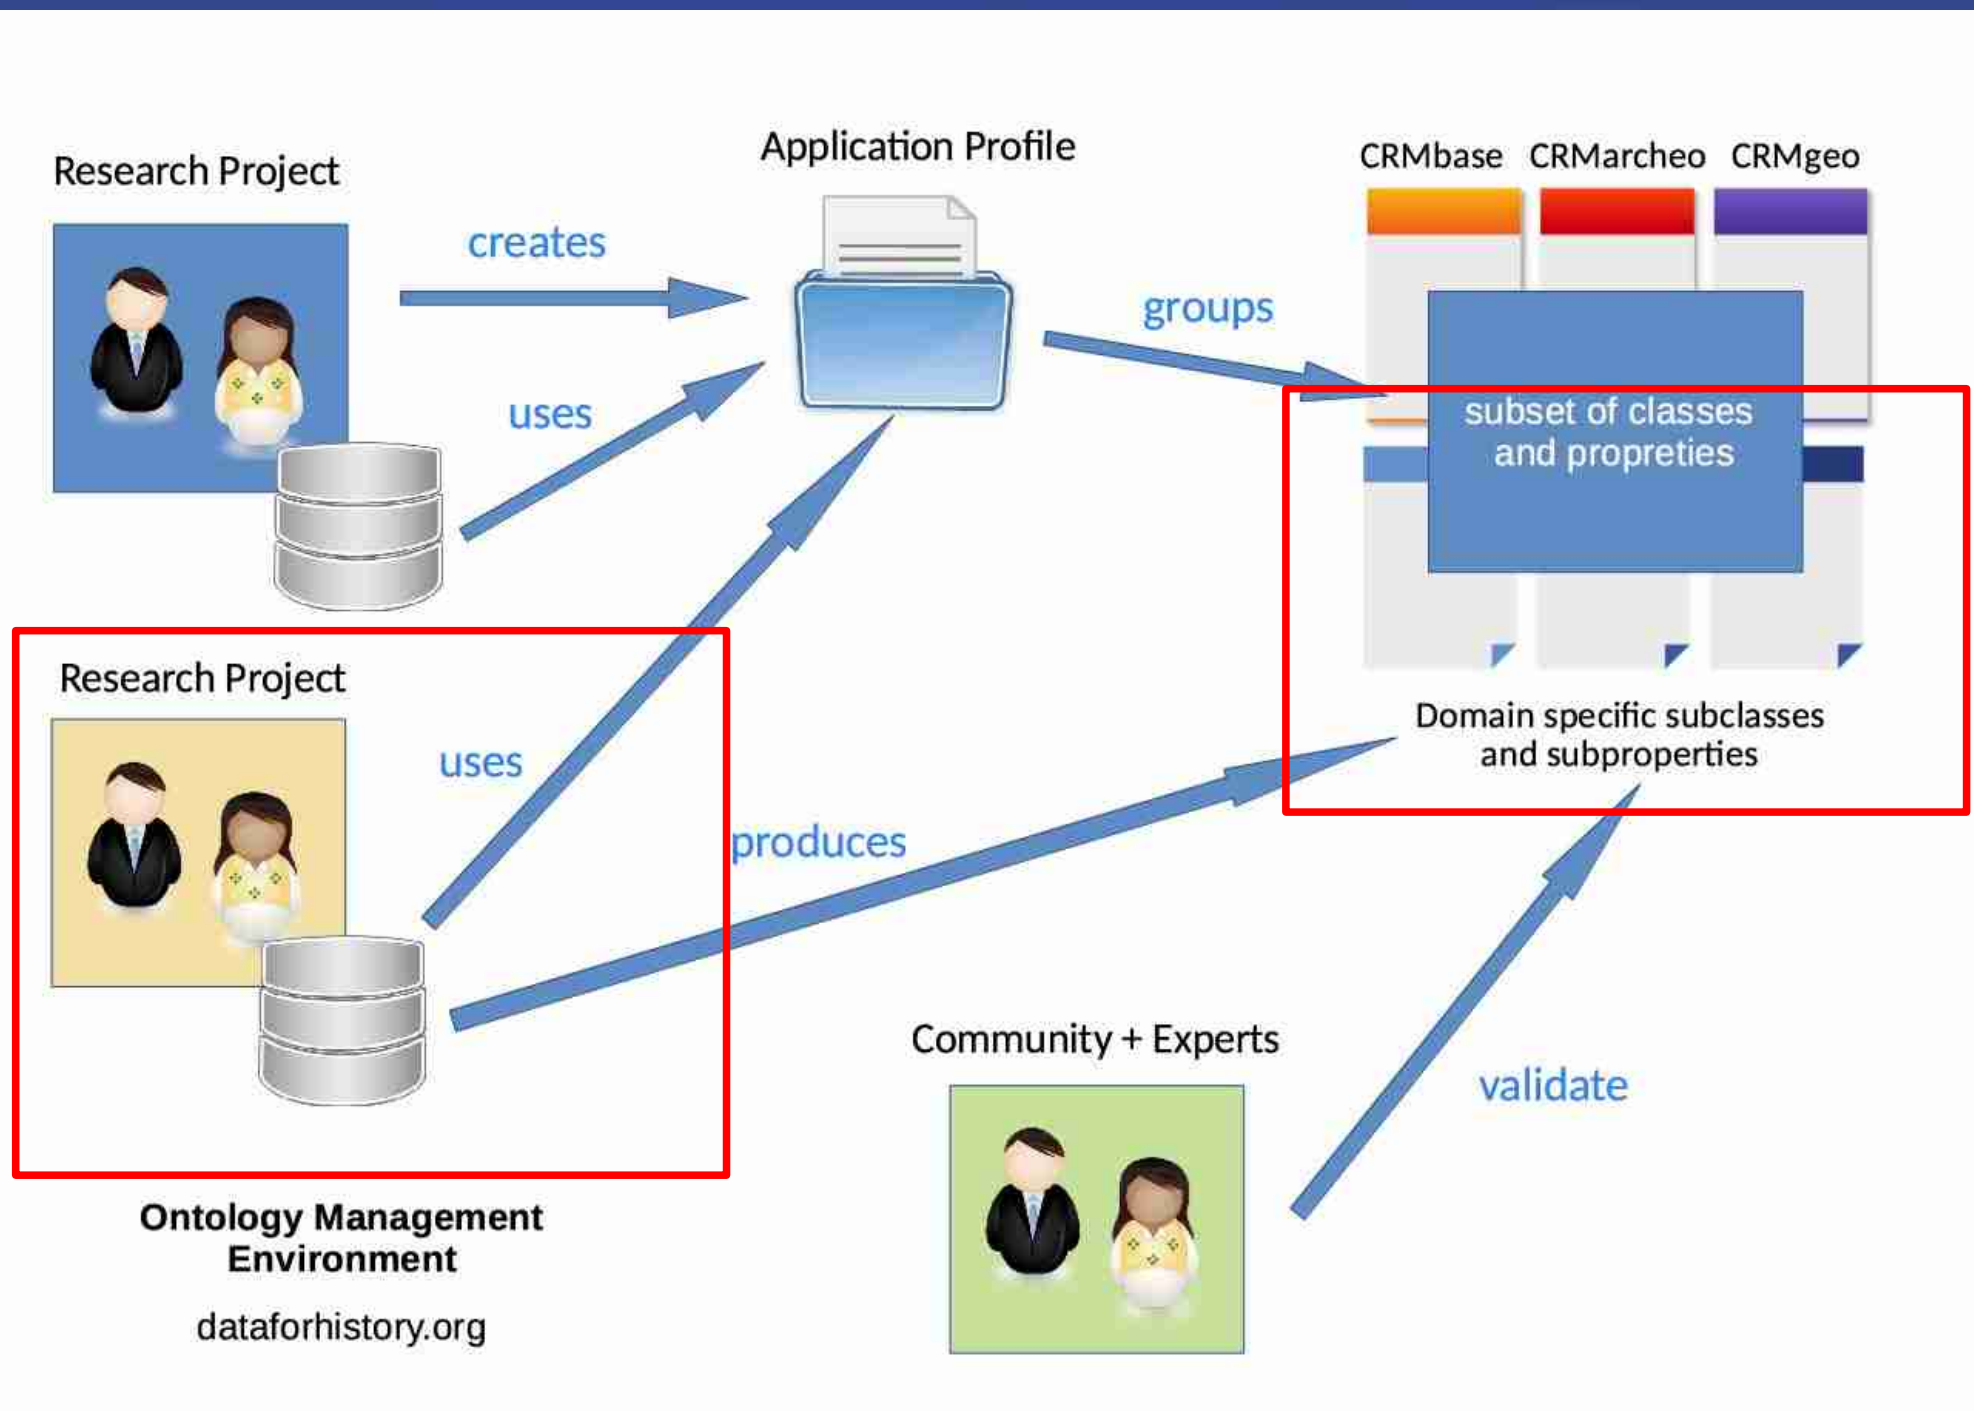 Research Project
Application Profile
CRMbase CRMarcheo CRMgeo
creates
groups
uses
subset of classes
and propreties
Research Project
uses
Domain specific subclasses
and subproperties
produces
Community + Experts
validate
Ontology Management
Environment
dataforhistory.org